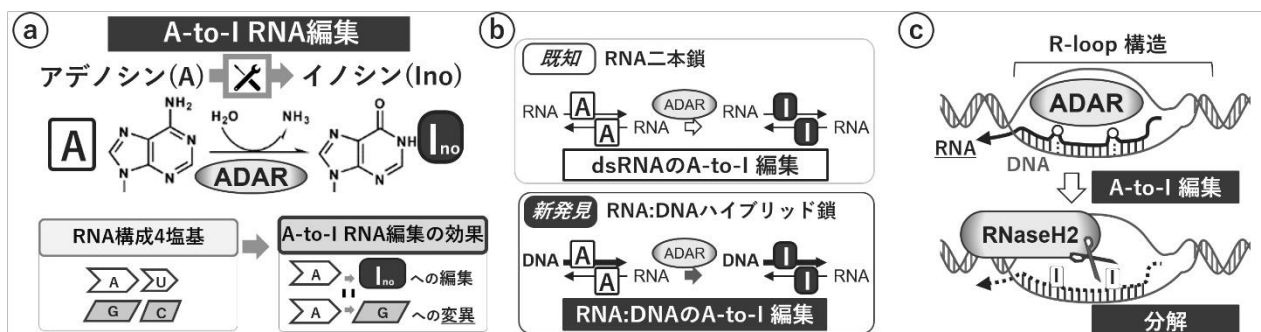 a
A-to-I RNA編集
アデノシン(A) イノシン(Ino)
A
NH₂
N
N
N
N
H₂O
NH₃
ADAR
O
N
NH
N
N
Ino
RNA構成4塩基
A U
G C
A-to-I RNA編集の効果
A Ino への編集
A G への変異
b
既知 RNA二本鎖
RNA A ADAR RNA I
A RNA I RNA
dsRNAのA-to-I 編集
新発見 RNA:DNAハイブリッド鎖
DNA A ADAR DNA I
A RNA I RNA
RNA:DNAのA-to-I 編集
c
R-loop 構造
ADAR
RNA
DNA
A-to-I 編集
RNaseH2
I I
分解